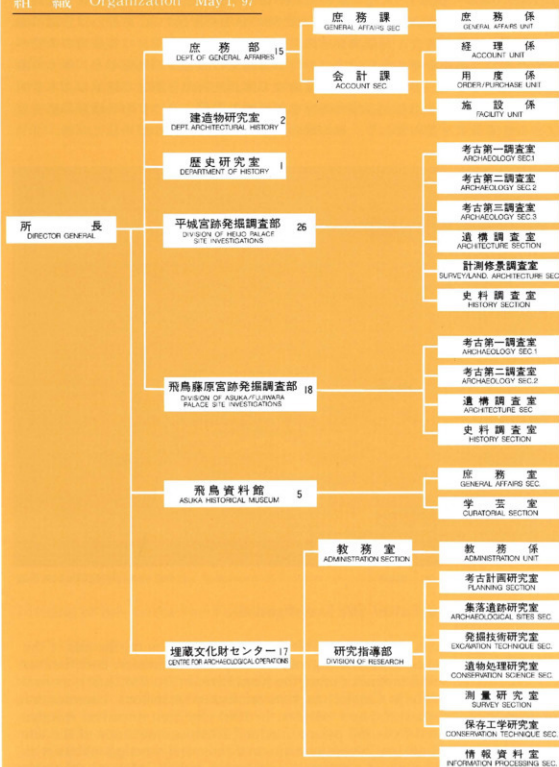 組 織 Organization May 1, '97
庶務部 15
DEPT. OF GENERAL AFFAIRES
庶務課
GENERAL AFFAIRS SEC
庶務係
GENERAL AFFAIRS UNIT
会計課
ACCOUNT SEC.
経理係
ACCOUNT UNIT
用度係
ORDER/PURCHASE UNIT
施設係
FACILITY UNIT
建造物研究室 2
DEPT. ARCHITECTURAL HISTORY
歴史研究室 1
DEPARTMENT OF HISTORY
所長
DIRECTOR GENERAL
平城宮跡発掘調査部 26
DIVISION OF HEIJO PALACE
SITE INVESTIGATIONS
考古第一調査室
ARCHAEOLOGY SEC.1
考古第二調査室
ARCHAEOLOGY SEC.2
考古第三調査室
ARCHAEOLOGY SEC.3
遺構調査室
ARCHITECTURE SECTION
計測修景調査室
SURVEY/LAND. ARCHITECTURE SEC
史料調査室
HISTORY SECTION
飛鳥藤原宮跡発掘調査部 18
DIVISION OF ASUKA/FUJIWARA
PALACE SITE INVESTIGATIONS
考古第一調査室
ARCHAEOLOGY SEC.1
考古第二調査室
ARCHAEOLOGY SEC.2
遺構調査室
ARCHITECTURE SEC
史料調査室
HISTORY SECTION
飛鳥資料館 5
ASUKA HISTORICAL MUSEUM
庶務室
GENERAL AFFAIRS SEC.
学芸室
CURATORIAL SECTION
埋蔵文化財センター 17
CENTRE FOR ARCHAEOLOGICAL OPERATIONS
教務室
ADMINISTRATION SECTION
教務係
ADMINISTRATION UNIT
研究指導部
DIVISION OF RESEARCH
考古計画研究室
PLANNING SECTION
集落遺跡研究室
ARCHAEOLOGICAL SITES SEC.
発掘技術研究室
EXCAVATION TECHNIQUE SEC.
遺物処理研究室
CONSERVATION SCIENCE SEC.
測量研究室
SURVEY SECTION
保存工学研究室
CONSERVATION TECHNIQUE SEC.
情報資料室
INFORMATION PROCESSING SEC.